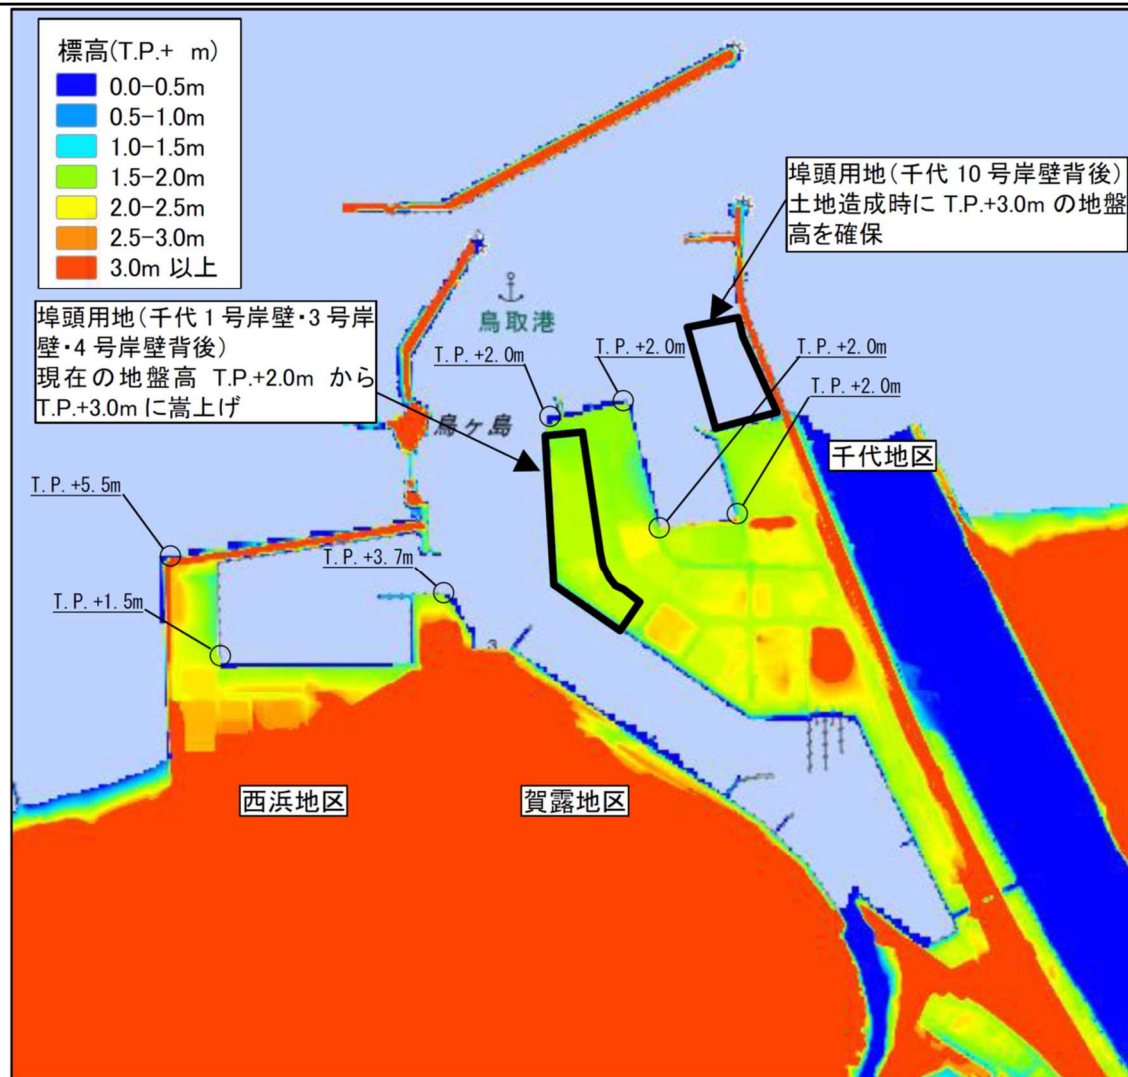 標高(T.P.+ m)
0.0-0.5m
0.5-1.0m
1.0-1.5m
1.5-2.0m
2.0-2.5m
2.5-3.0m
3.0m 以上
埠頭用地(千代 10 号岸壁背後)
土地造成時に T.P.+3.0m の地盤
高を確保
埠頭用地(千代 1 号岸壁・3 号岸
壁・4 号岸壁背後)
現在の地盤高 T.P.+2.0m から
T.P.+3.0m に嵩上げ
鳥取港
T.P.+2.0m
T.P.+2.0m
T.P.+2.0m
T.P.+2.0m
鳥ヶ島
千代地区
T.P.+5.5m
T.P.+3.7m
T.P.+1.5m
3
西浜地区
賀露地区